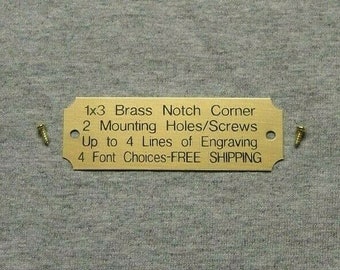 1x3 Brass Notch Corner
2 Mounting Holes/Screws
Up to 4 Lines of Engraving
4 Font Choices-FREE SHIPPING